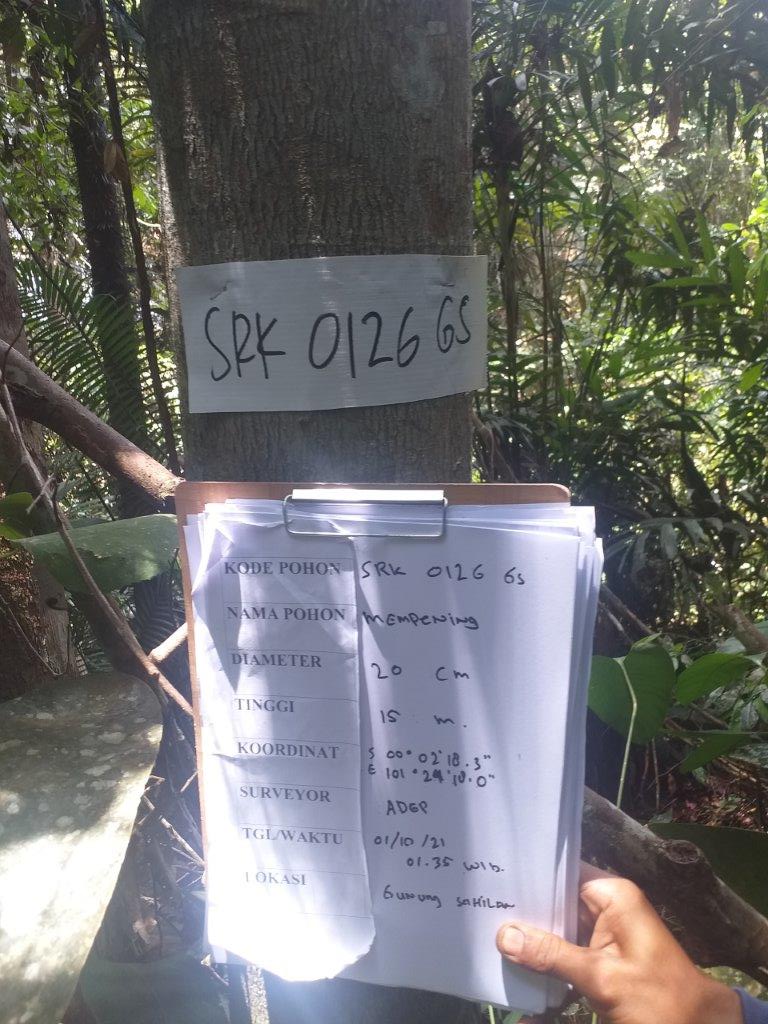 SRK 0126 GS
KODE POHON SRK 0126 GS
NAMA POHON MEMPENING
DIAMETER 20 cm
TINGGI 15 m.
KOORDINAT S 00° 02' 18.3"
E 101° 24' 18.0"
SURVEYOR ADEP
TGL/WAKTU 01/10/21
01.35 WIB.
LOKASI GUNUNG SAHILAN